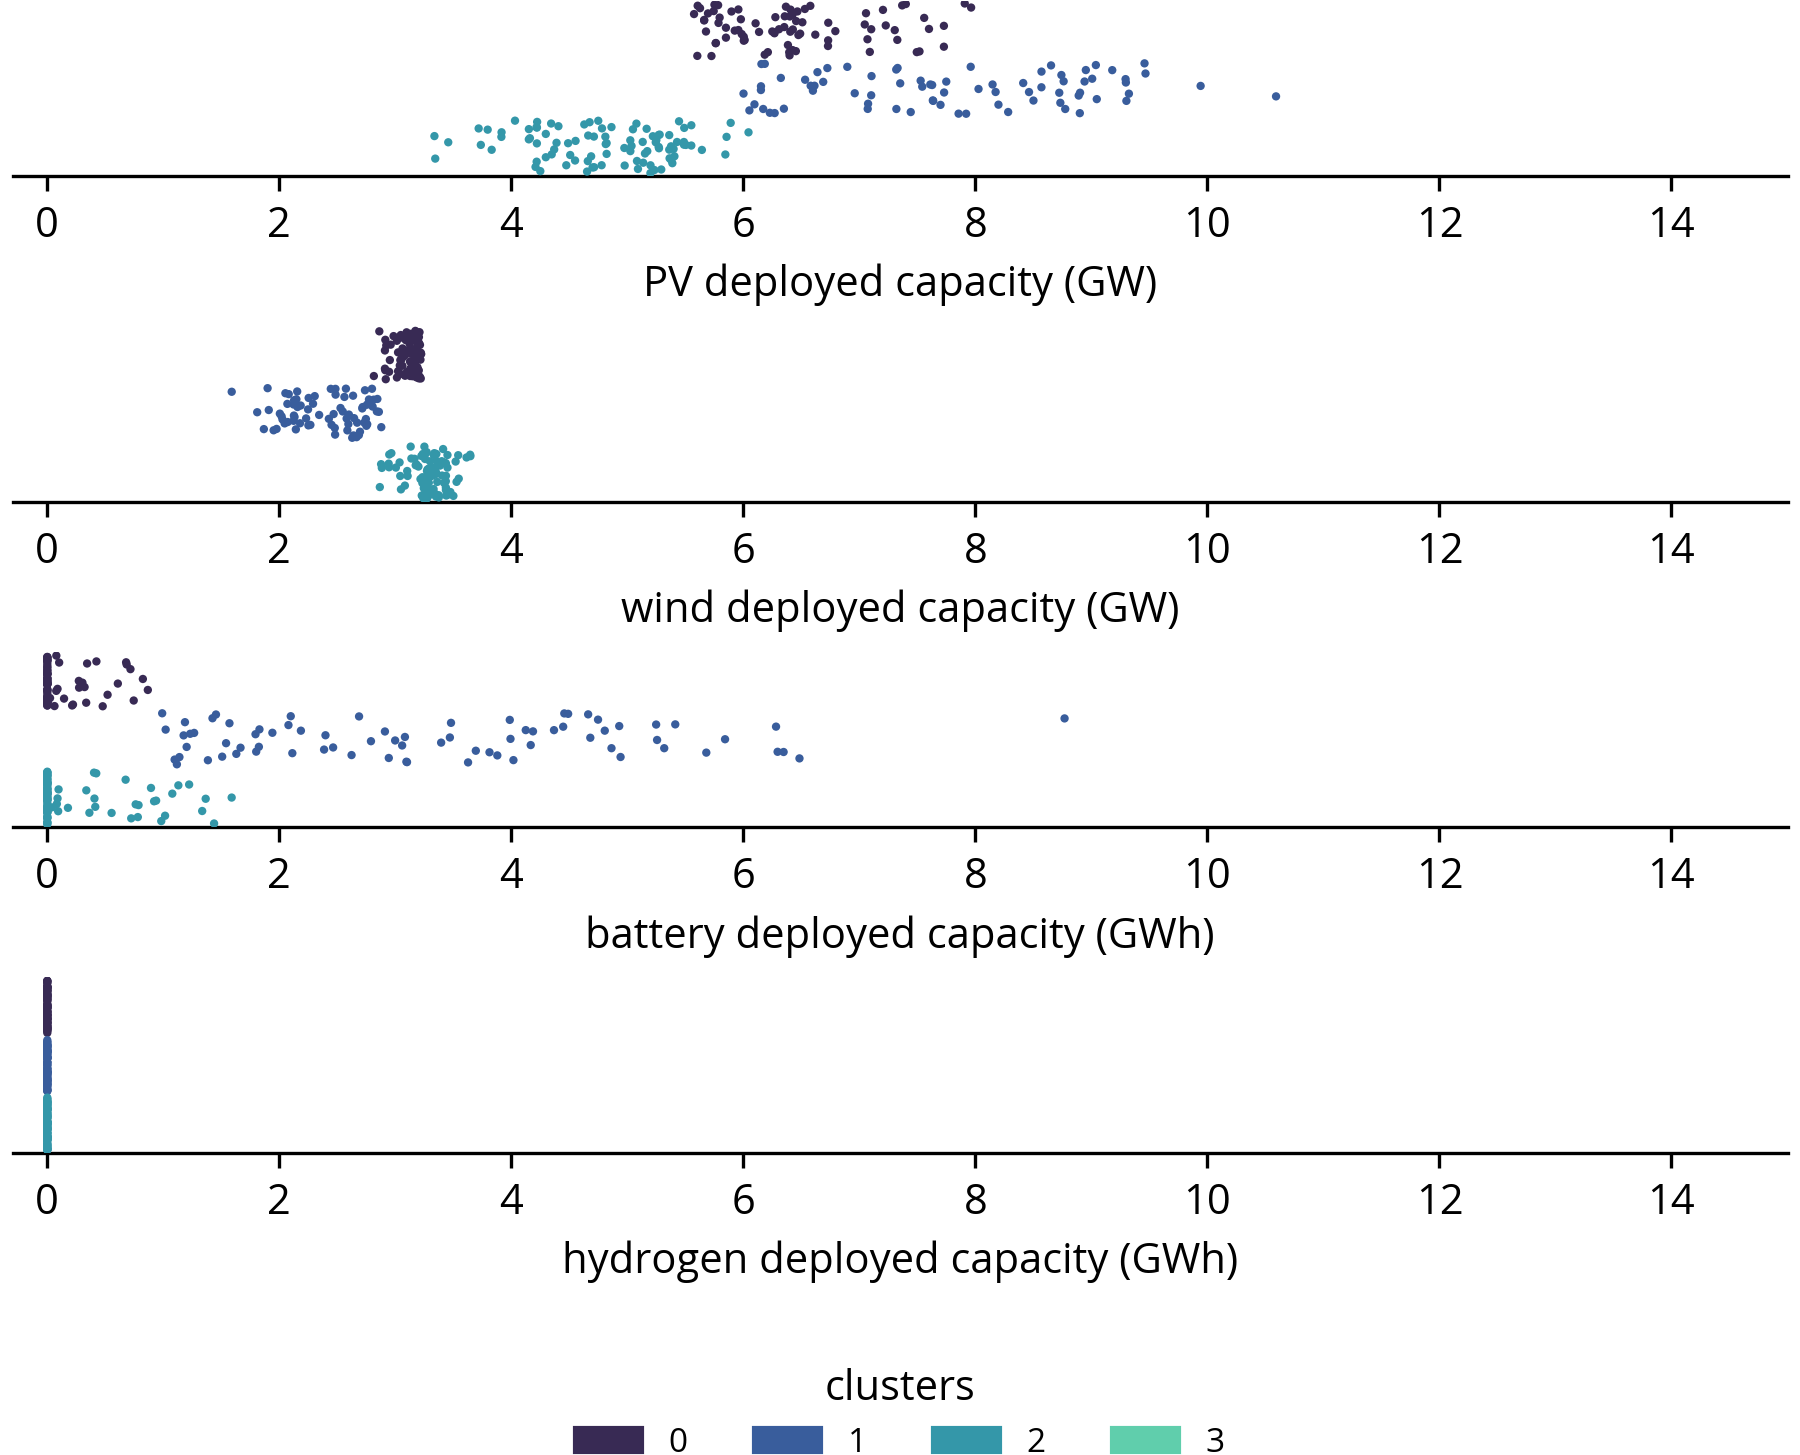 0 2 4 6 8 10 12 14
PV deployed capacity (GW)
0 2 4 6 8 10 12 14
wind deployed capacity (GW)
0 2 4 6 8 10 12 14
battery deployed capacity (GWh)
0 2 4 6 8 10 12 14
hydrogen deployed capacity (GWh)
clusters
0 1 2 3